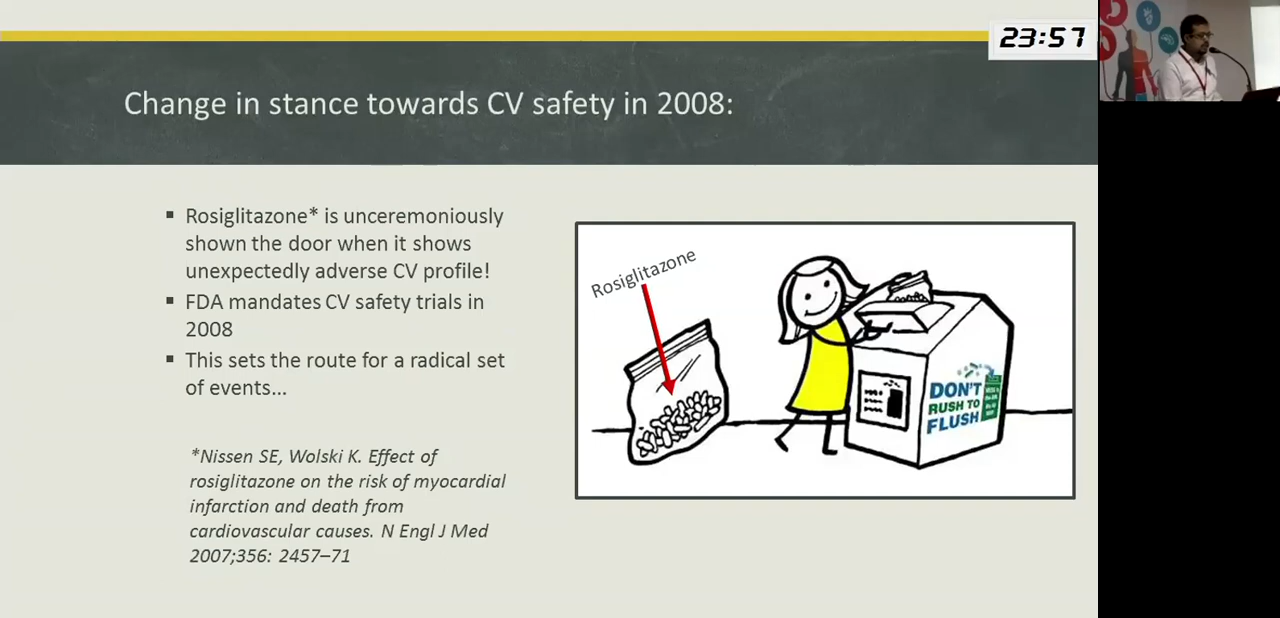 23:57
Change in stance towards CV safety in 2008:
▪ Rosiglitazone* is unceremoniously
shown the door when it shows
unexpectedly adverse CV profile!
▪ FDA mandates CV safety trials in
2008
▪ This sets the route for a radical set
of events...
*Nissen SE, Wolski K. Effect of
rosiglitazone on the risk of myocardial
infarction and death from
cardiovascular causes. N Engl J Med
2007;356: 2457–71
Rosiglitazone
DON'T
RUSH TO
FLUSH